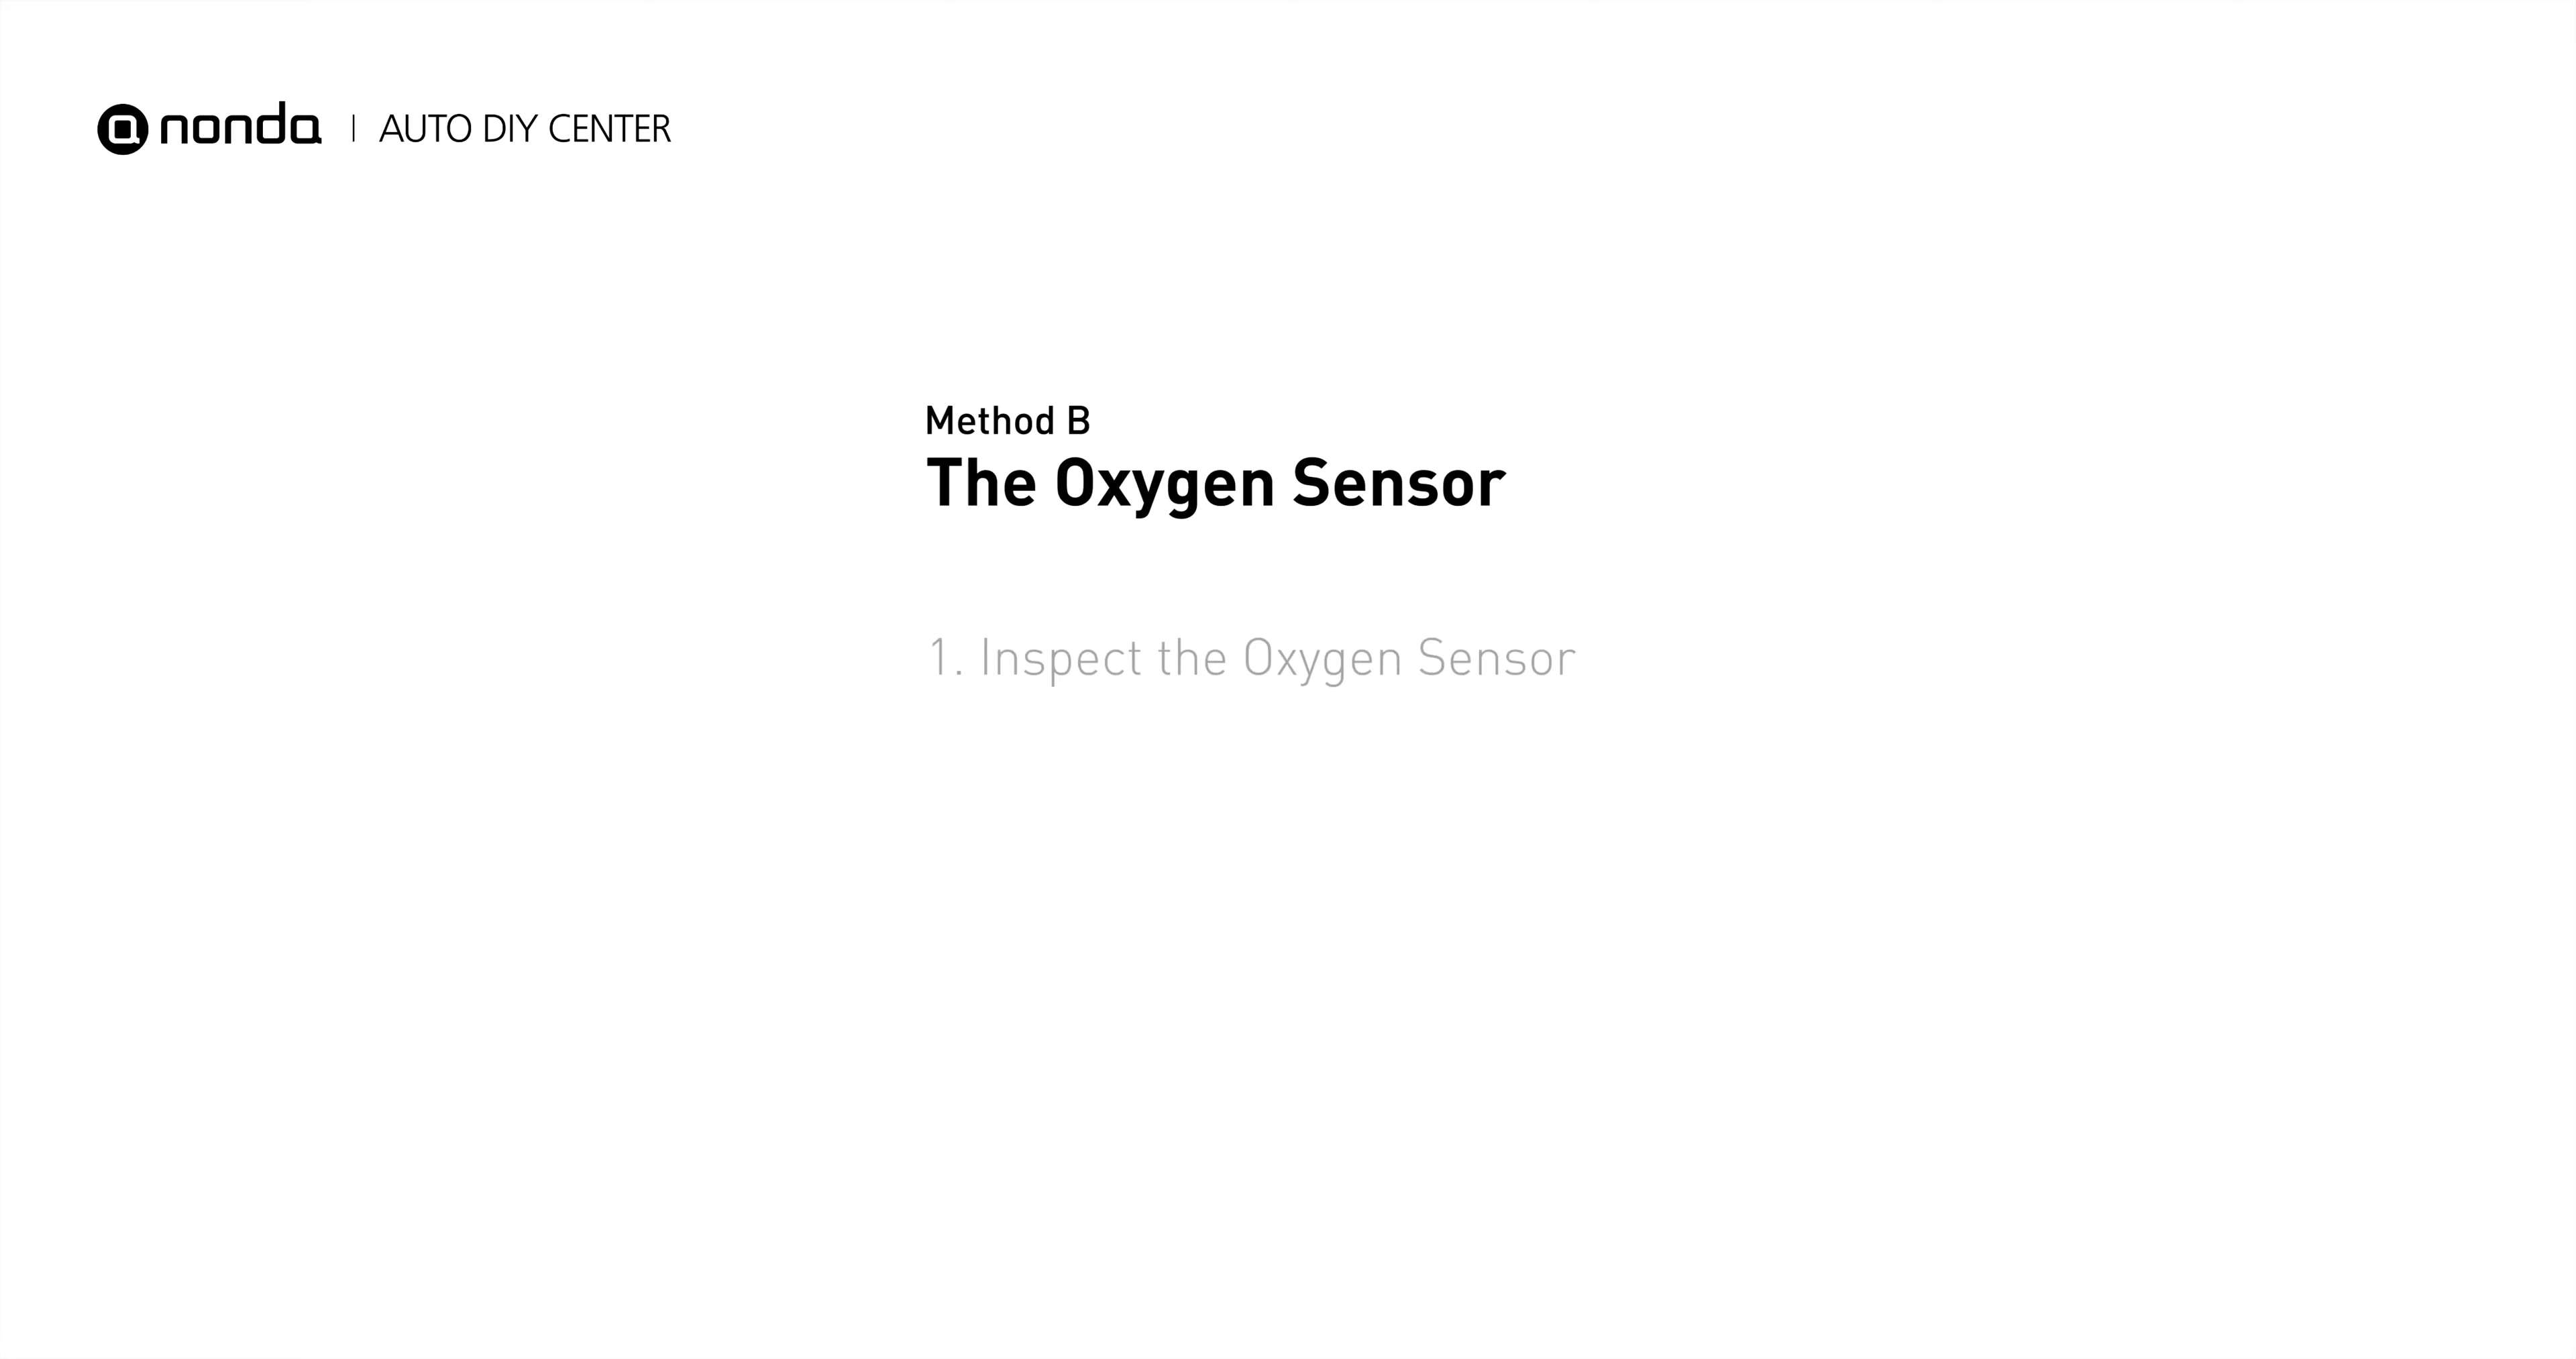 nonda | AUTO DIY CENTER
Method B
The Oxygen Sensor
1. Inspect the Oxygen Sensor